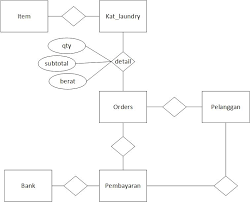 Item
Kat_laundry
qty
subtotal
detail
berat
Orders
Pelanggan
Bank
Pembayaran